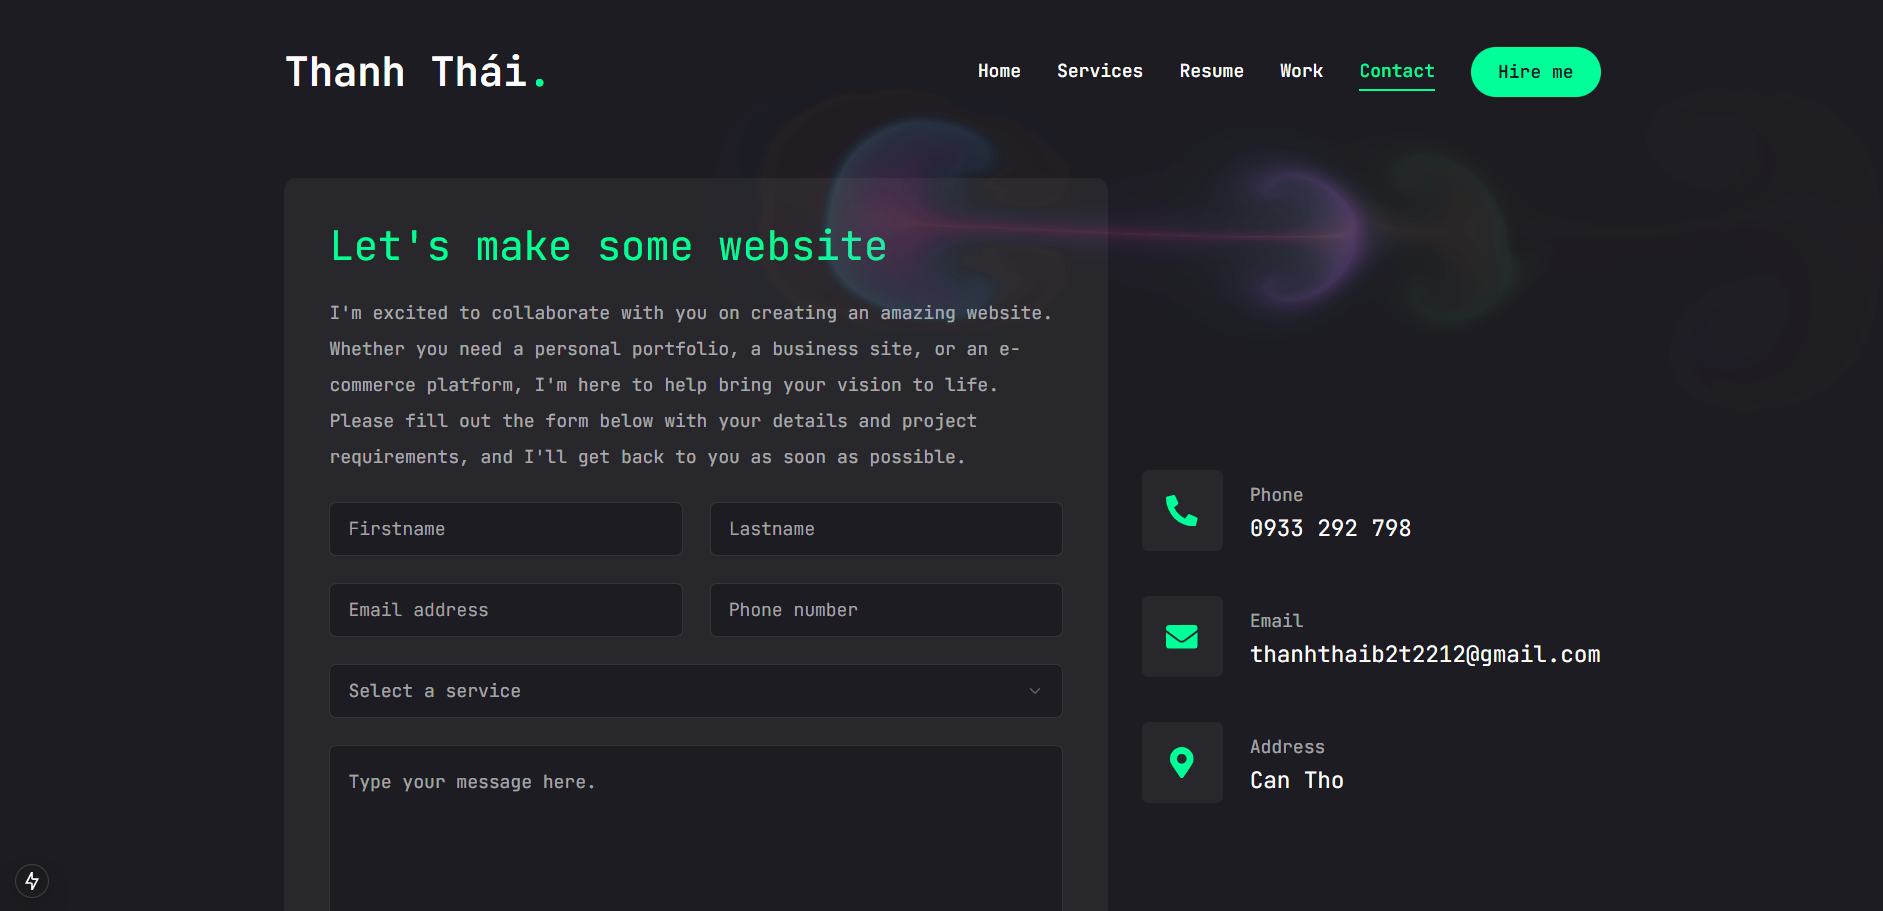 Thanh Thái.
Home Services Resume Work Contact Hire me
Let's make some website
I'm excited to collaborate with you on creating an amazing website.
Whether you need a personal portfolio, a business site, or an e-
commerce platform, I'm here to help bring your vision to life.
Please fill out the form below with your details and project
requirements, and I'll get back to you as soon as possible.
Firstname
Lastname
Email address
Phone number
Select a service
Type your message here.
Phone
0933 292 798
Email
thanhthaib2t2212@gmail.com
Address
Can Tho